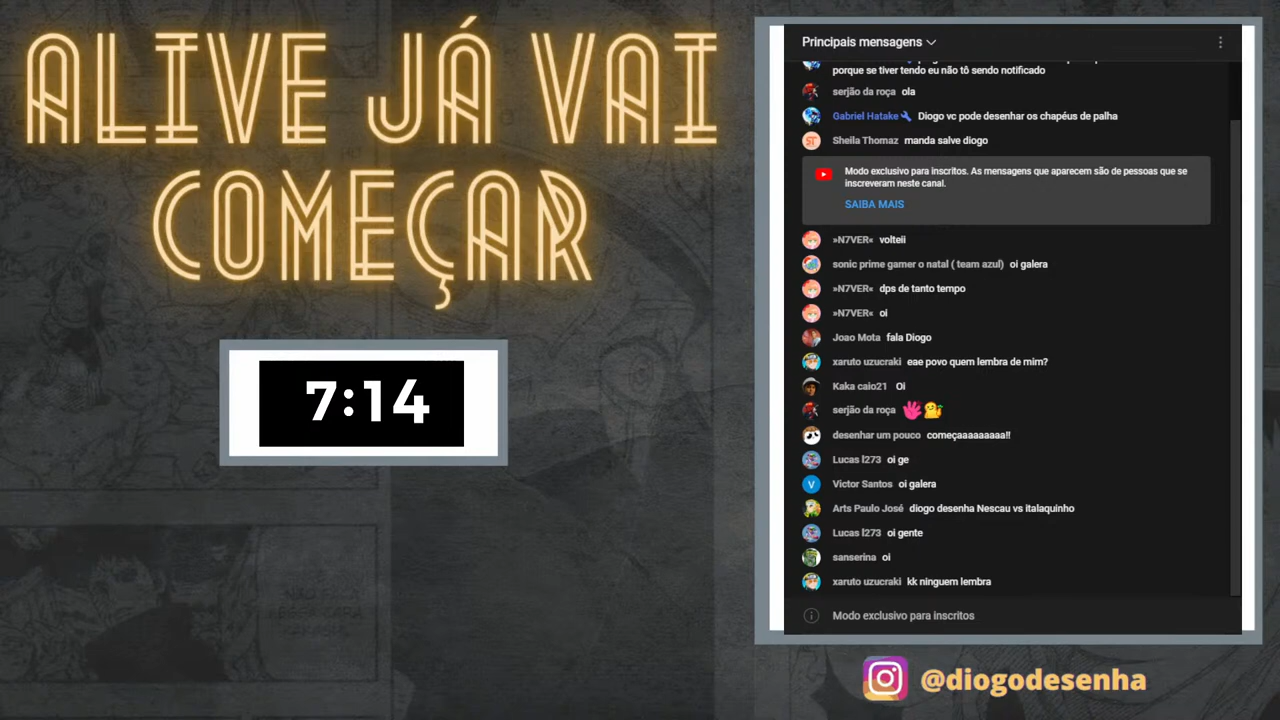 ALIVE JÁ VAI
COMEÇAR
7:14
Principais mensagens
porque se tiver tendo eu não tô sendo notificado
serjão da roça ola
Gabriel Hatake Diogo vc pode desenhar os chapéus de palha
ST Sheila Thomaz manda salve diogo
Modo exclusivo para inscritos. As mensagens que aparecem são de pessoas que se
inscreveram neste canal.
SAIBA MAIS
»N7VER« volteii
sonic prime gamer o natal ( team azul) oi galera
»N7VER« dps de tanto tempo
»N7VER« oi
Joao Mota fala Diogo
xaruto uzucraki eae povo quem lembra de mim?
Kaka caio21 Oi
serjão da roça
desenhar um pouco começaaaaaaaaa!!
Lucas l273 oi ge
V Victor Santos oi galera
Arts Paulo José diogo desenha Nescau vs italaquinho
Lucas l273 oi gente
sanserina oi
xaruto uzucraki kk ninguem lembra
Modo exclusivo para inscritos
@diogodesenha